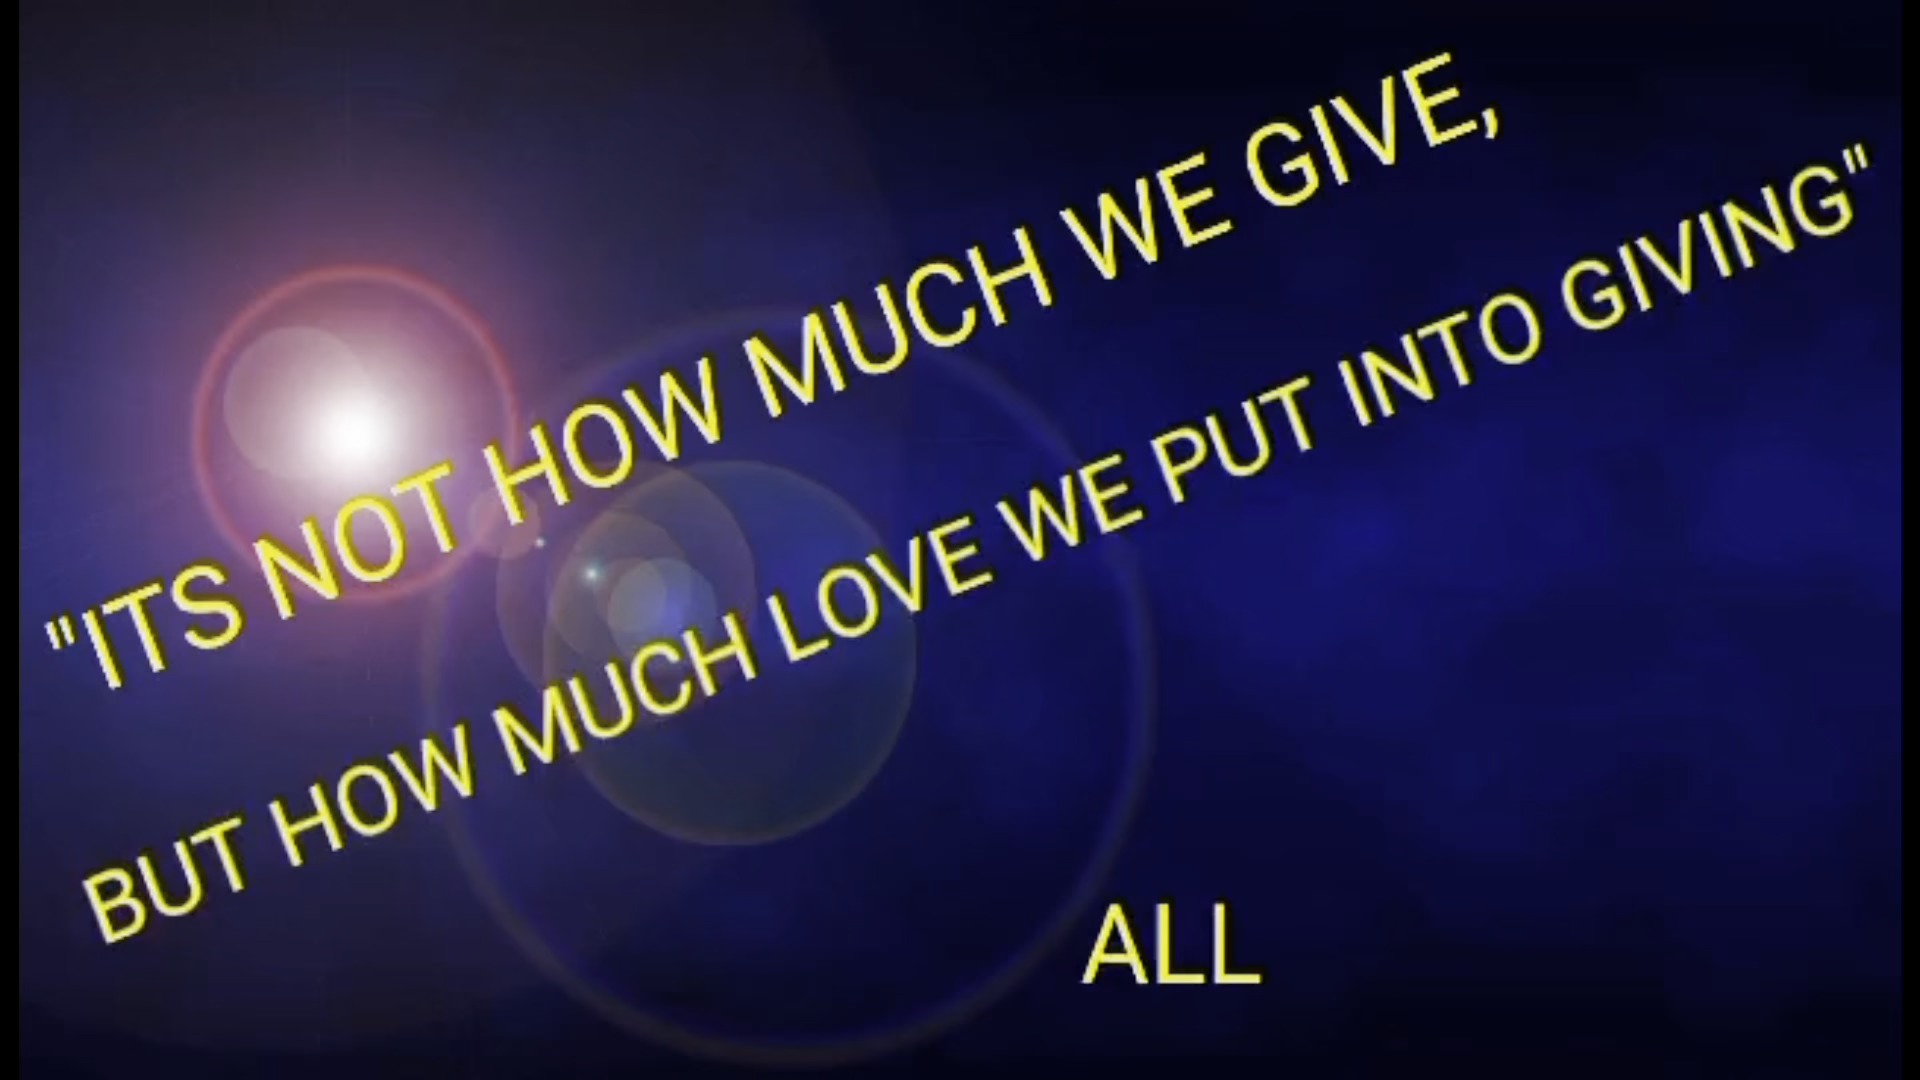 "ITS NOT HOW MUCH WE GIVE,
BUT HOW MUCH LOVE WE PUT INTO GIVING"
ALL